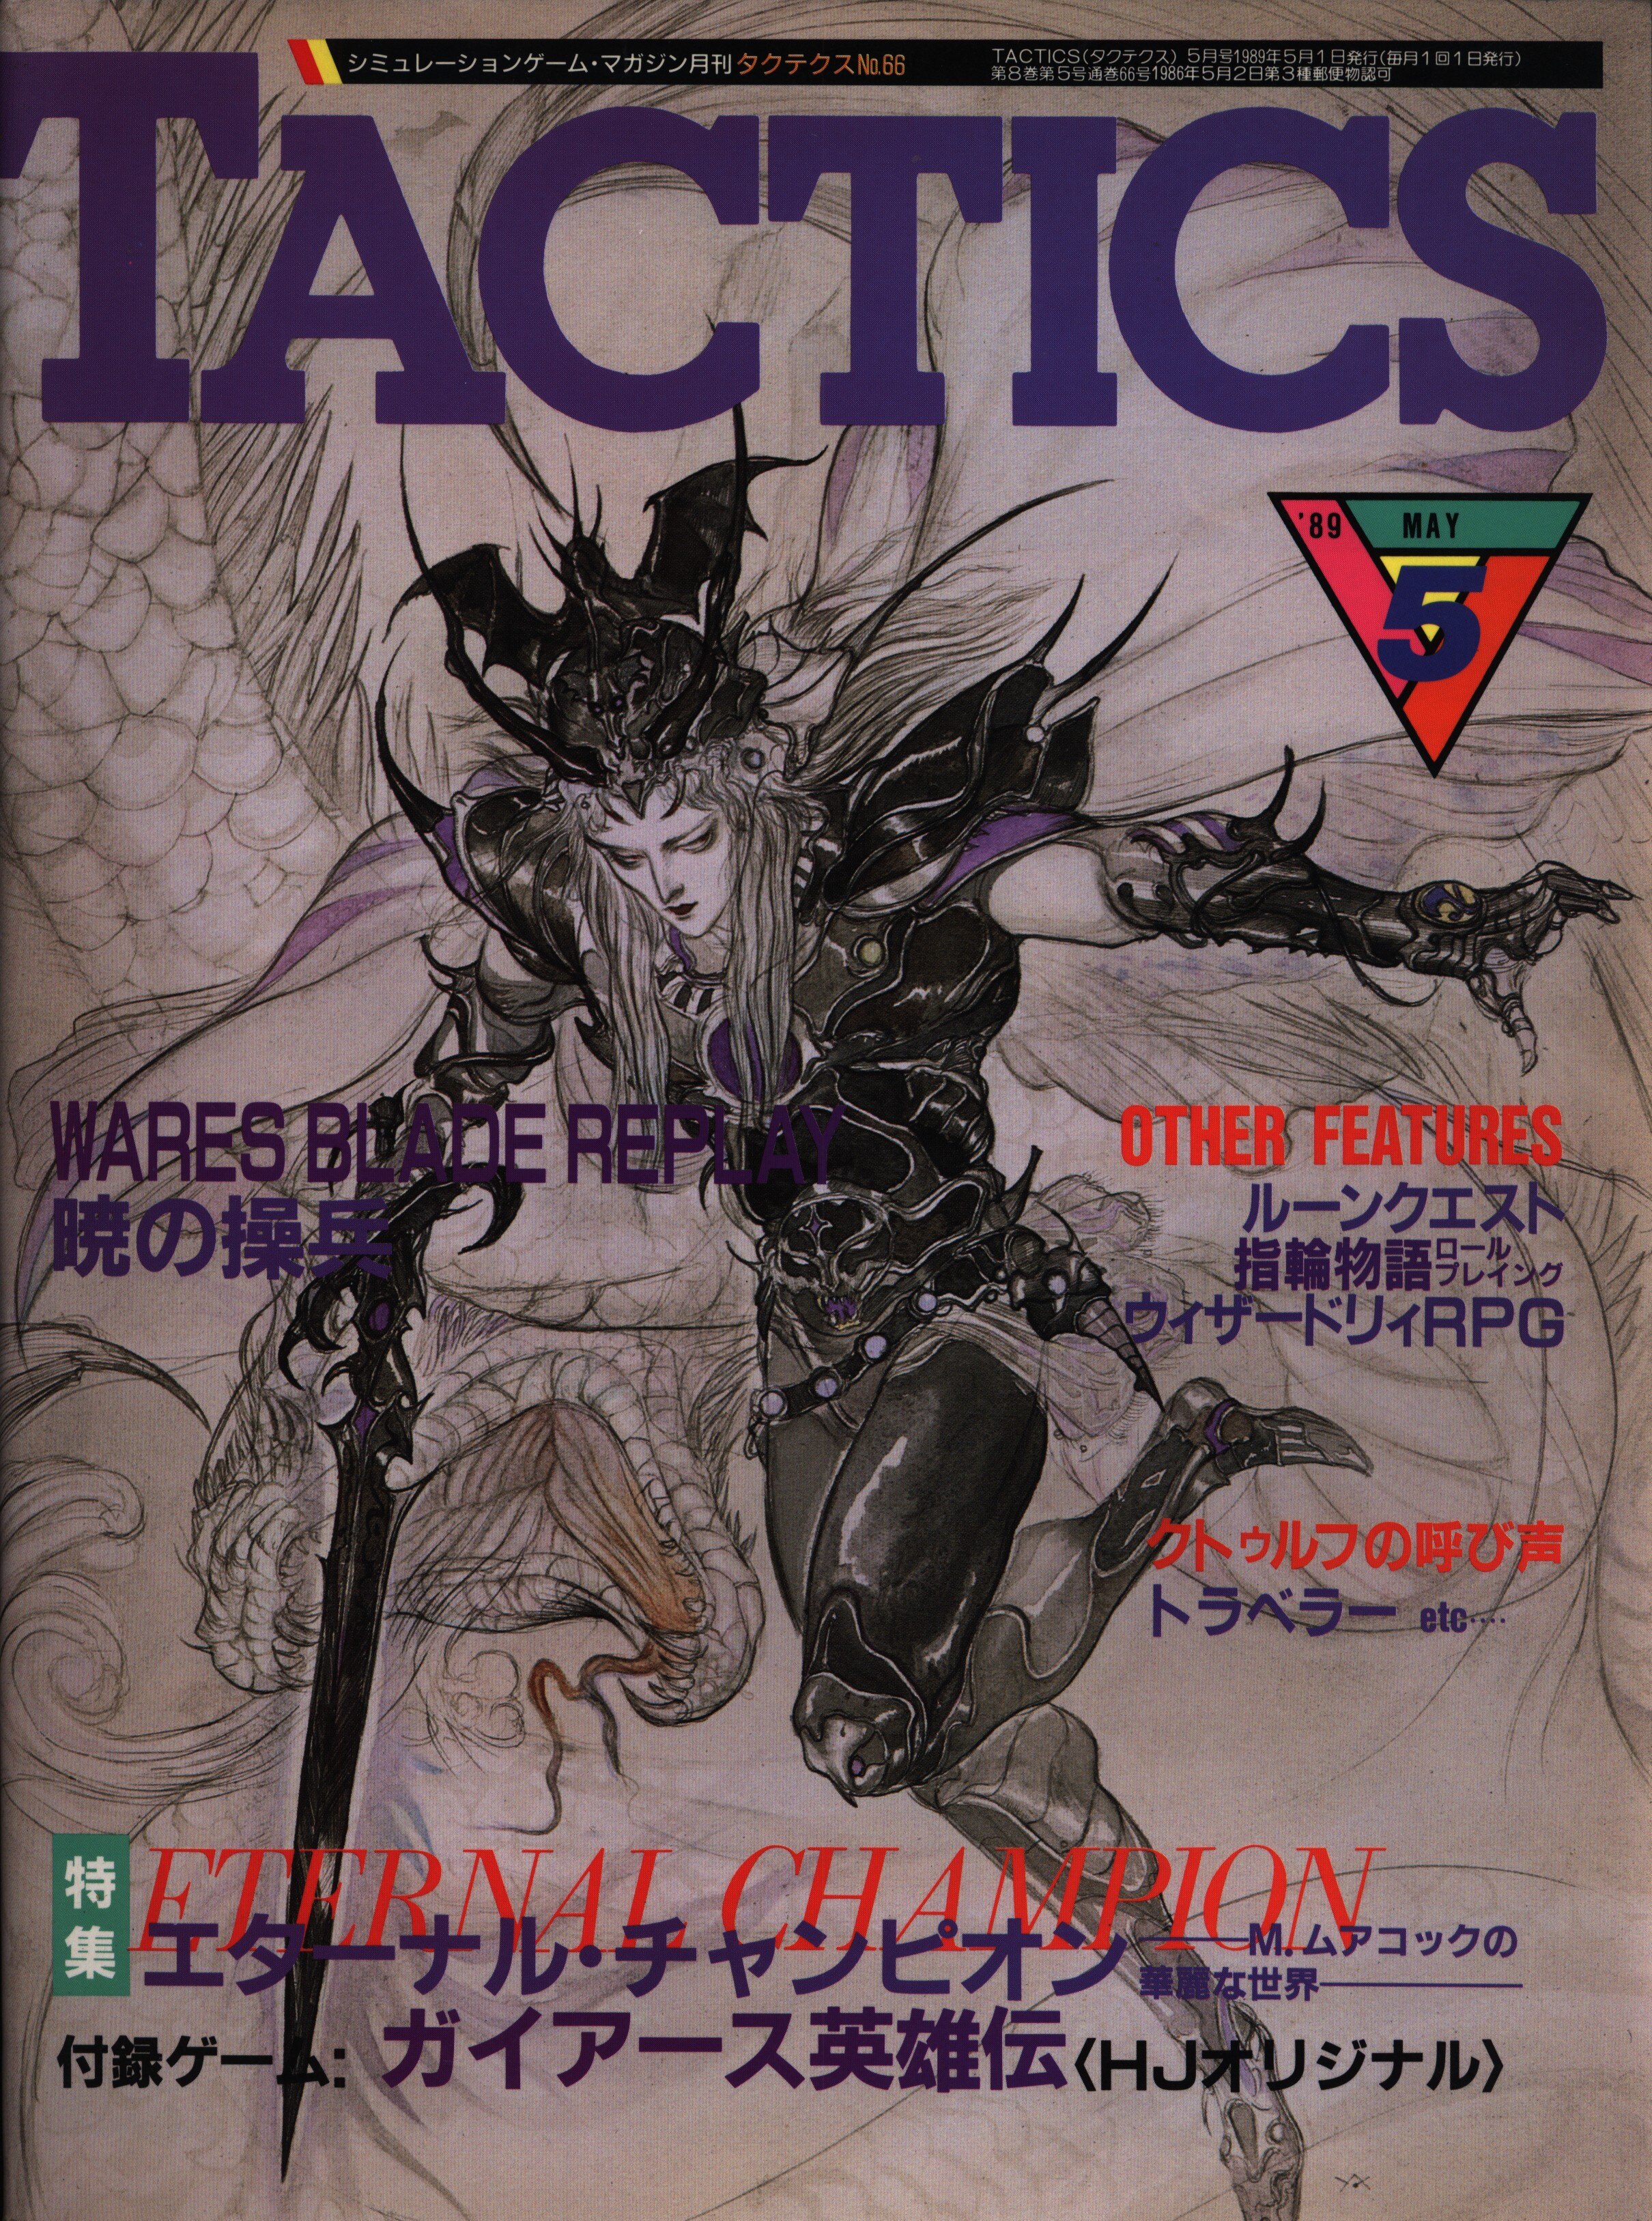 シミュレーションゲーム・マガジン月刊タクテクスNo.66
TACTICS(タクテクス) 5月号1989年5月1日発行(毎月1回1日発行)
第8巻第5号通巻66号1986年5月2日第3種郵便物認可
TACTICS
'89 MAY
5
WARES BLADE REPLAY
暁の操兵
OTHER FEATURES
ルーンクエスト
指輪物語ロールプレイング
ウィザードリィRPG
クトゥルフの呼び声
トラベラー etc‥‥
特集
ETERNAL CHAMPION
エターナル・チャンピオン
——M.ムアコックの
華麗な世界——
付録ゲーム:ガイアース英雄伝〈HJオリジナル〉